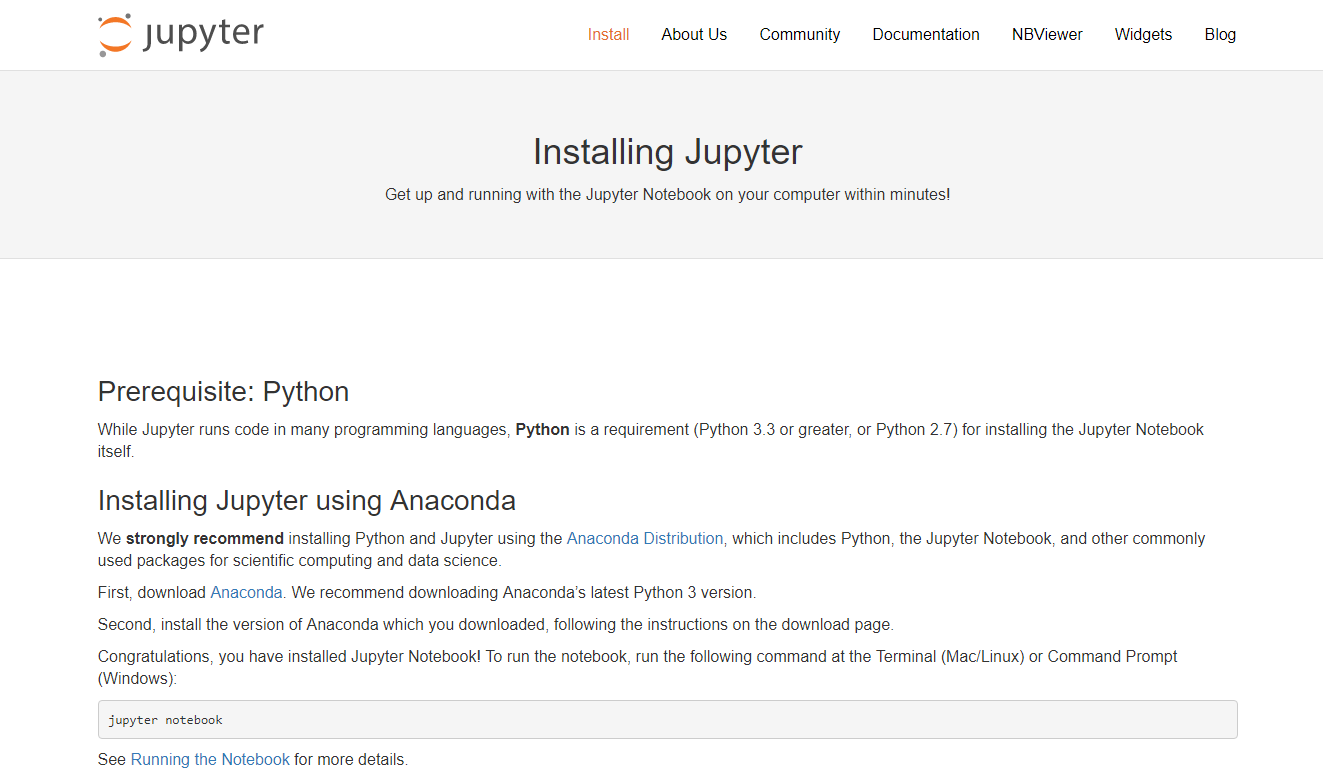 jupyter
Install About Us Community Documentation NBViewer Widgets Blog
Installing Jupyter
Get up and running with the Jupyter Notebook on your computer within minutes!
Prerequisite: Python
While Jupyter runs code in many programming languages, Python is a requirement (Python 3.3 or greater, or Python 2.7) for installing the Jupyter Notebook
itself.
Installing Jupyter using Anaconda
We strongly recommend installing Python and Jupyter using the Anaconda Distribution, which includes Python, the Jupyter Notebook, and other commonly
used packages for scientific computing and data science.
First, download Anaconda. We recommend downloading Anaconda’s latest Python 3 version.
Second, install the version of Anaconda which you downloaded, following the instructions on the download page.
Congratulations, you have installed Jupyter Notebook! To run the notebook, run the following command at the Terminal (Mac/Linux) or Command Prompt
(Windows):
jupyter notebook
See Running the Notebook for more details.